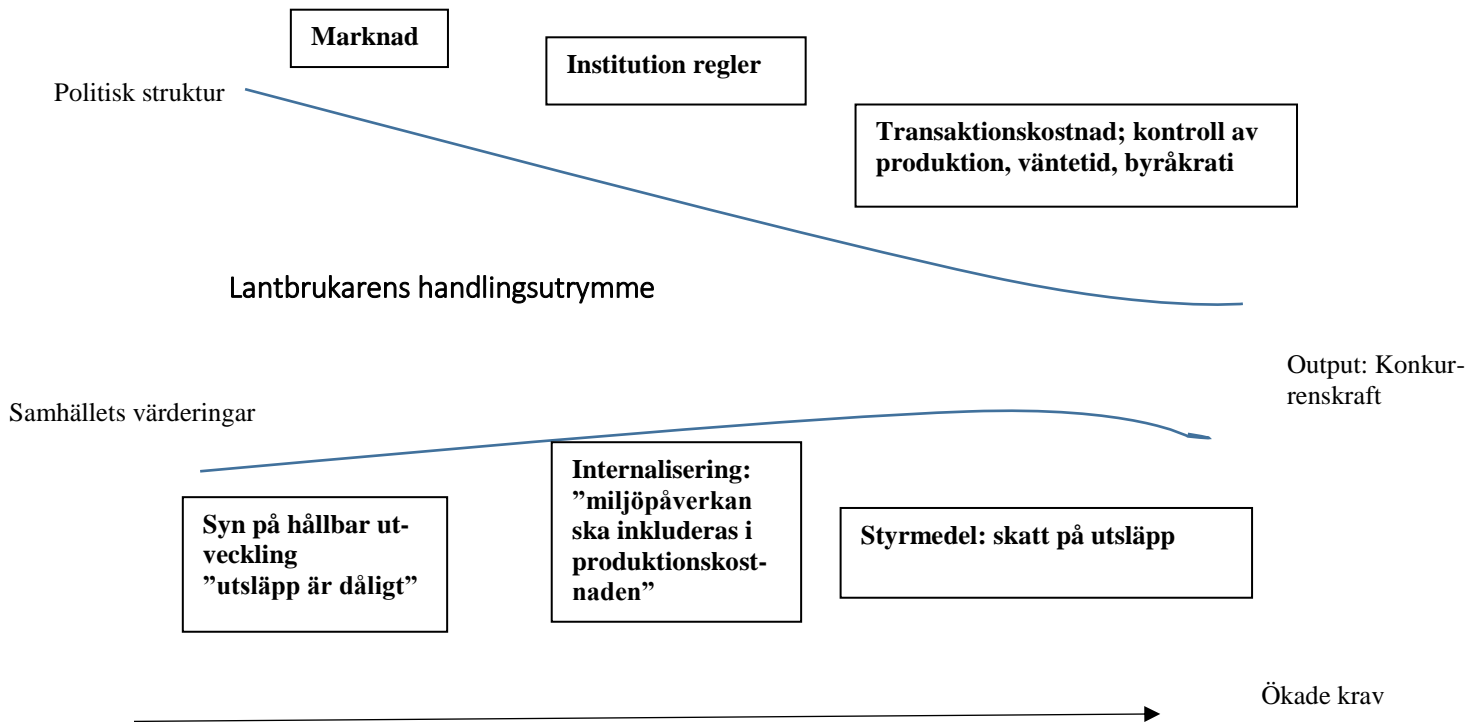 Marknad
Institution regler
Politisk struktur
Transaktionskostnad; kontroll av
produktion, väntetid, byråkrati
Lantbrukarens handlingsutrymme
Output: Konkur-
renskraft
Samhällets värderingar
Syn på hållbar ut-
veckling
”utsläpp är dåligt”
Internalisering:
”miljöpåverkan
ska inkluderas i
produktionskost-
naden”
Styrmedel: skatt på utsläpp
Ökade krav